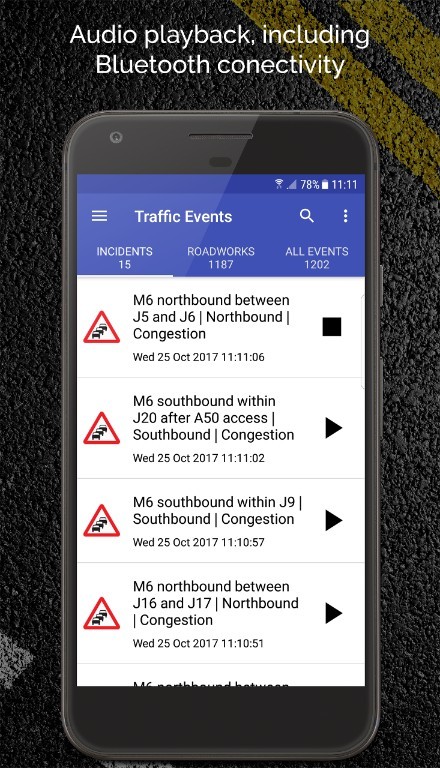 Audio playback, including
Bluetooth conectivity
78% 11:11
Traffic Events
INCIDENTS
15
ROADWORKS
1187
ALL EVENTS
1202
M6 northbound between
J5 and J6 | Northbound |
Congestion
Wed 25 Oct 2017 11:11:06
M6 southbound within
J20 after A50 access |
Southbound | Congestion
Wed 25 Oct 2017 11:11:02
M6 southbound within J9 |
Southbound | Congestion
Wed 25 Oct 2017 11:10:57
M6 northbound between
J16 and J17 | Northbound
| Congestion
Wed 25 Oct 2017 11:10:51
M6 northbound between